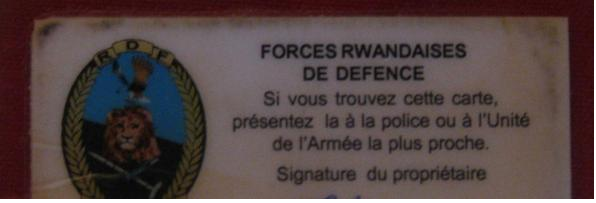 RDF
FORCES RWANDAISES
DE DEFENCE
Si vous trouvez cette carte,
présentez la à la police ou à l'Unité
de l'Armée la plus proche.
Signature du propriétaire